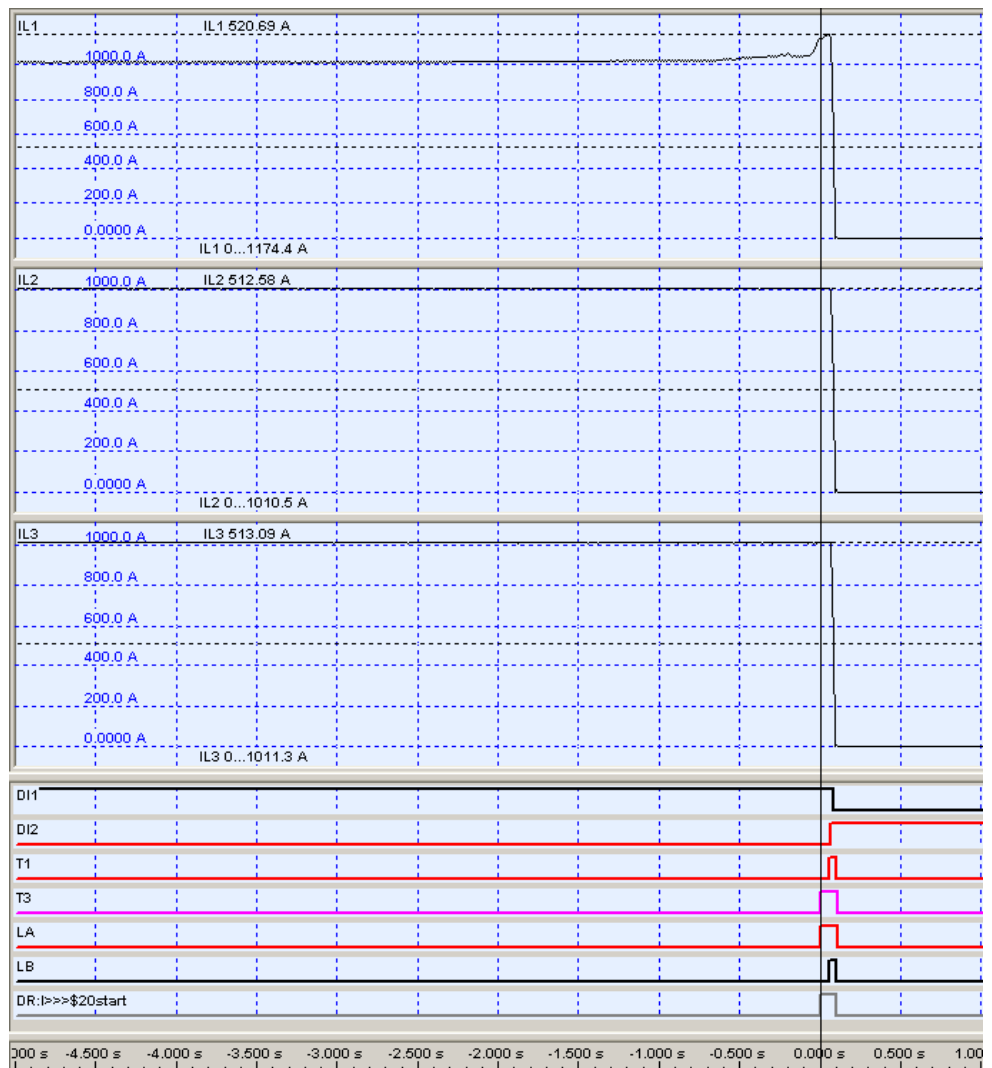 IL1 IL1 520.69 A
1000.0 A
800.0 A
600.0 A
400.0 A
200.0 A
0.0000 A
IL1 0...1174.4 A
IL2 1000.0 A IL2 512.58 A
800.0 A
600.0 A
400.0 A
200.0 A
0.0000 A
IL2 0...1010.5 A
IL3 1000.0 A IL3 513.09 A
800.0 A
600.0 A
400.0 A
200.0 A
0.0000 A
IL3 0...1011.3 A
DI1
DI2
T1
T3
LA
LB
DR:I>>>$20start
000 s -4.500 s -4.000 s -3.500 s -3.000 s -2.500 s -2.000 s -1.500 s -1.000 s -0.500 s 0.000 s 0.500 s 1.00